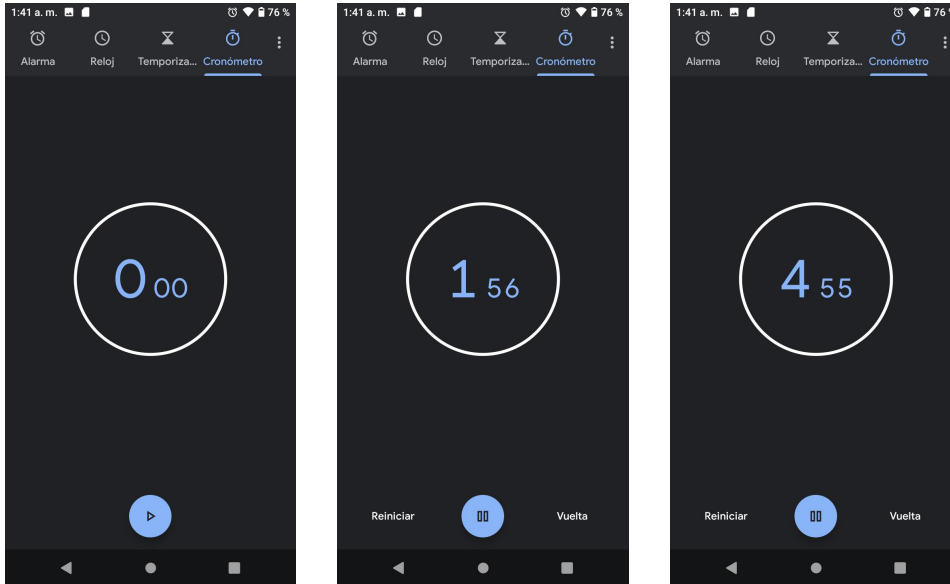 1:41 a. m. 76 %
Alarma Reloj Temporiza... Cronómetro
0 00
1:41 a. m. 76 %
Alarma Reloj Temporiza... Cronómetro
1 56
Reiniciar Vuelta
1:41 a. m. 76
Alarma Reloj Temporiza... Cronómetro
4 55
Reiniciar Vuelta